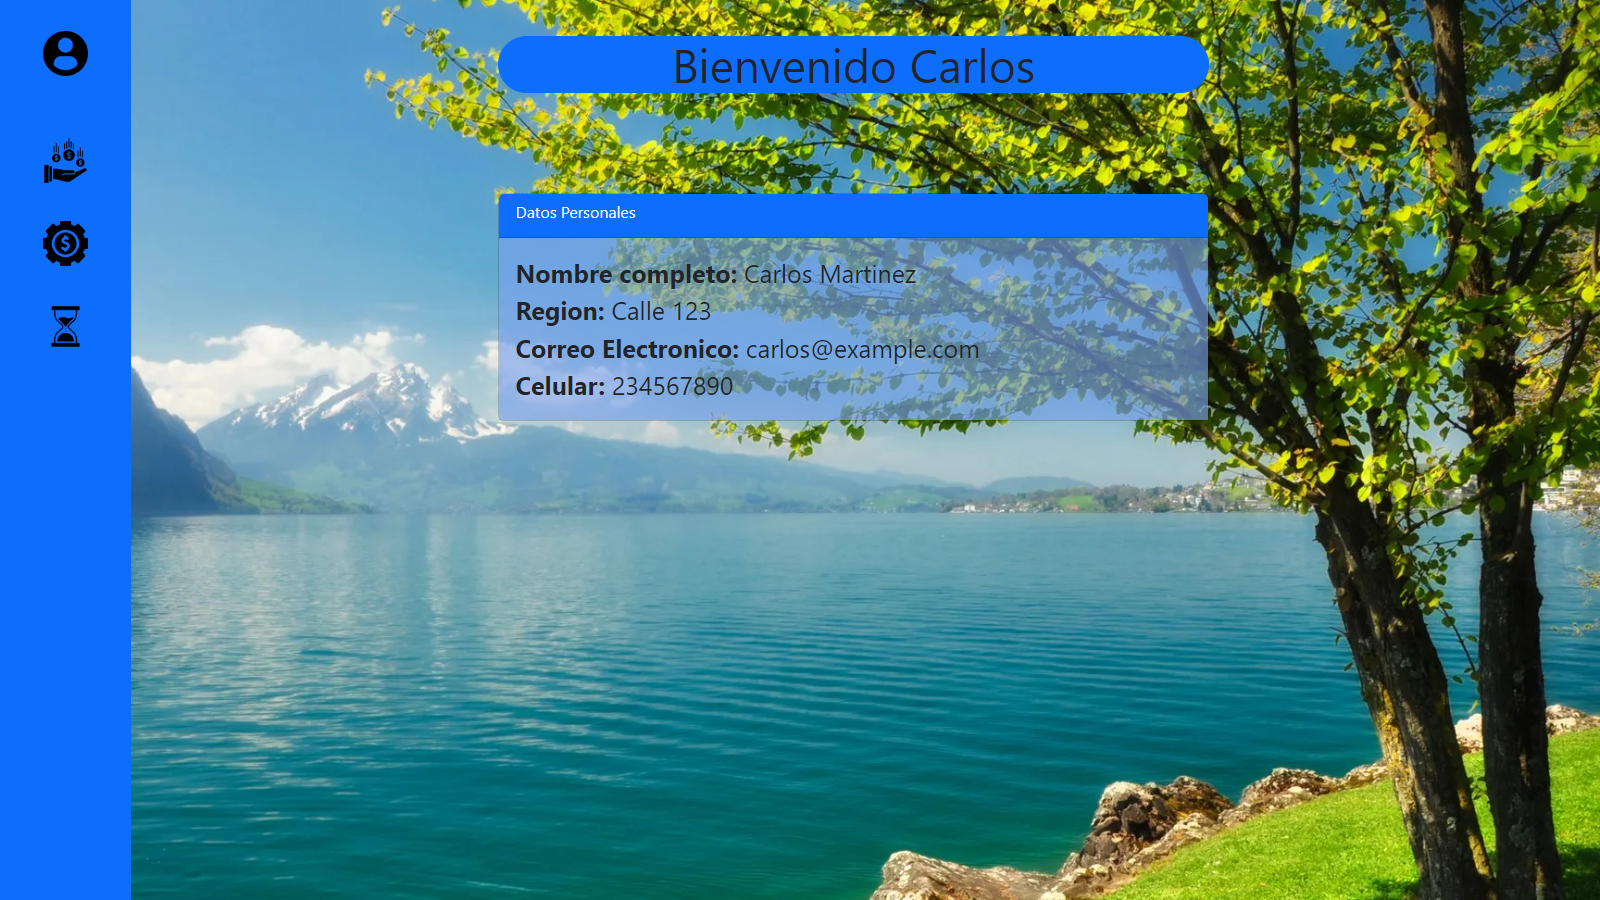 Bienvenido Carlos
Datos Personales
Nombre completo: Carlos Martinez
Region: Calle 123
Correo Electronico: carlos@example.com
Celular: 234567890